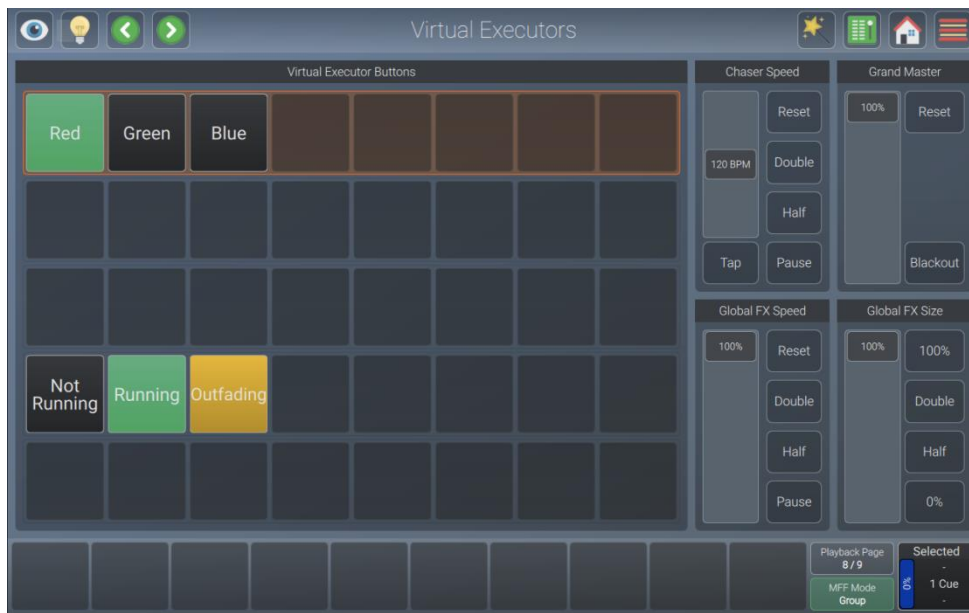 Virtual Executors
Virtual Executor Buttons
Red
Green
Blue
Not
Running
Running
Outfading
Chaser Speed
120 BPM
Reset
Double
Half
Tap
Pause
Grand Master
100%
Reset
Blackout
Global FX Speed
100%
Reset
Double
Half
Pause
Global FX Size
100%
100%
Double
Half
0%
Playback Page
8 / 9
MFF Mode
Group
Selected
-
0%
1 Cue
-